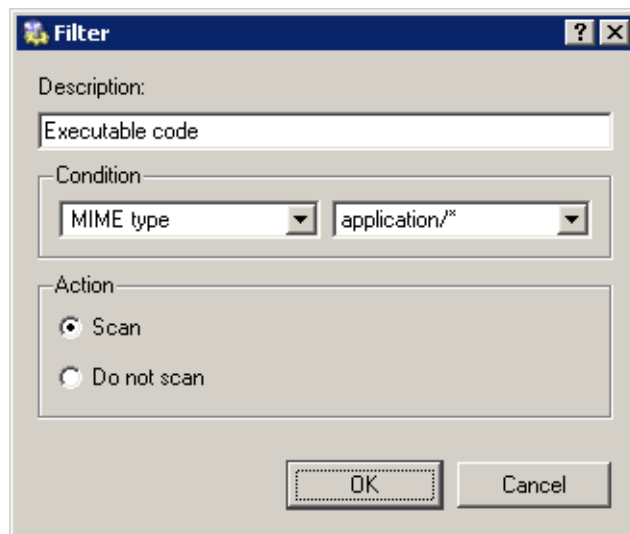 Filter
Description:
Executable code
Condition
MIME type application/*
Action
Scan
Do not scan
OK Cancel